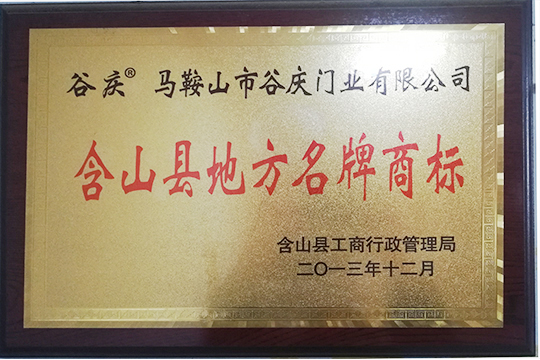 谷庆® 马鞍山市谷庆门业有限公司
含山县地方名牌商标
含山县工商行政管理局
二〇一三年十二月